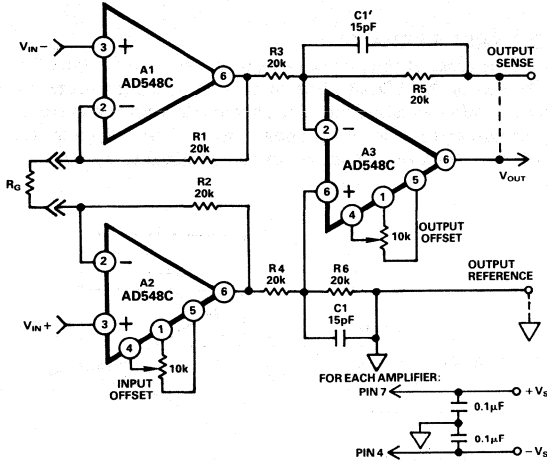 C1'
15pF
V_IN−
3
+
A1
AD548C
6
R3
20k
OUTPUT
SENSE
R5
20k
2
−
R1
20k
2
−
A3
AD548C
6
V_OUT
R_G
R2
20k
6
+
5
1
4
10k
OUTPUT
OFFSET
2
−
A2
AD548C
6
R4
20k
R6
20k
OUTPUT
REFERENCE
5
C1
15pF
V_IN+
3
+
1
4
10k
INPUT
OFFSET
FOR EACH AMPLIFIER:
PIN 7
+V_S
0.1µF
0.1µF
PIN 4
−V_S